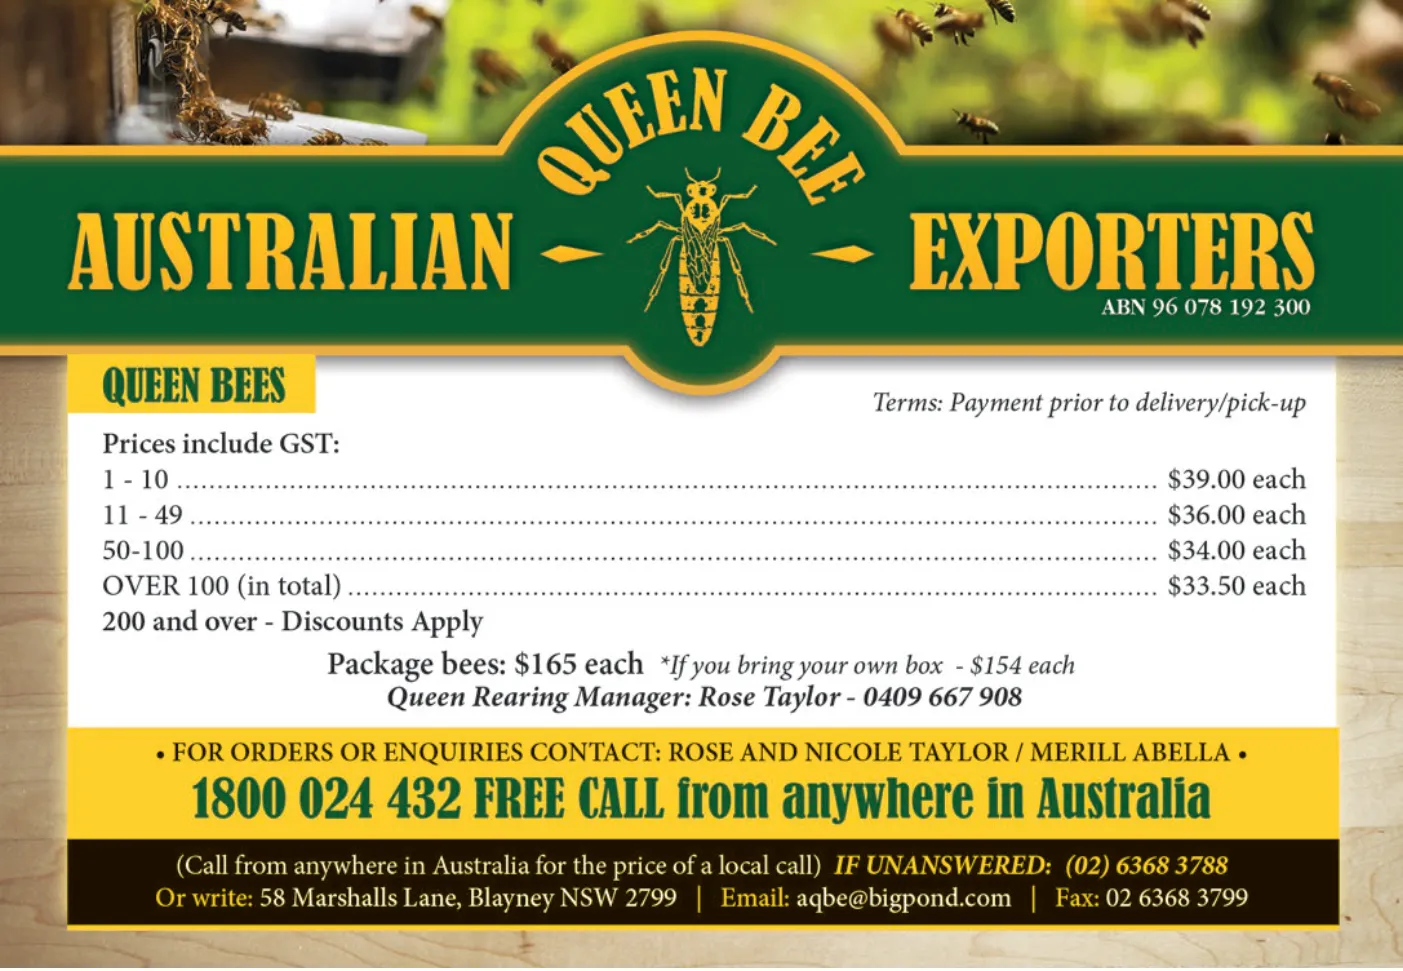 QUEEN BEE
AUSTRALIAN EXPORTERS
ABN 96 078 192 300
QUEEN BEES
Terms: Payment prior to delivery/pick-up
Prices include GST:
1 - 10 ........ $39.00 each
11 - 49 ........ $36.00 each
50-100 ........ $34.00 each
OVER 100 (in total) ........ $33.50 each
200 and over - Discounts Apply
Package bees: $165 each *If you bring your own box - $154 each
Queen Rearing Manager: Rose Taylor - 0409 667 908
• FOR ORDERS OR ENQUIRIES CONTACT: ROSE AND NICOLE TAYLOR / MERILL ABELLA •
1800 024 432 FREE CALL from anywhere in Australia
(Call from anywhere in Australia for the price of a local call) IF UNANSWERED: (02) 6368 3788
Or write: 58 Marshalls Lane, Blayney NSW 2799 | Email: aqbe@bigpond.com | Fax: 02 6368 3799